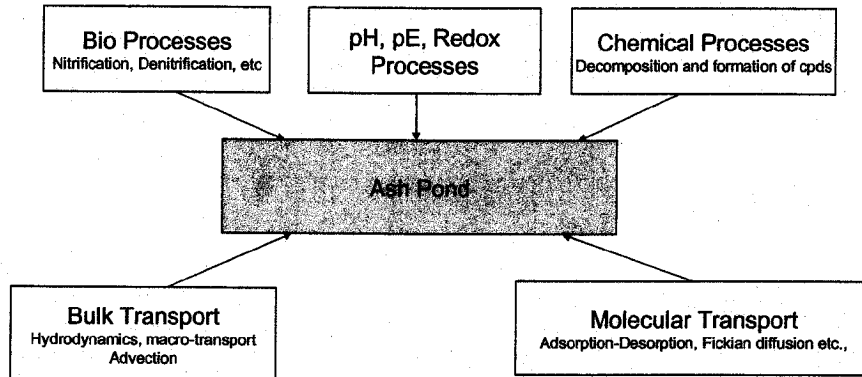 Bio Processes
Nitrification, Denitrification, etc
pH, pE, Redox
Processes
Chemical Processes
Decomposition and formation of cpds
Ash Pond
Bulk Transport
Hydrodynamics, macro-transport
Advection
Molecular Transport
Adsorption-Desorption, Fickian diffusion etc.,